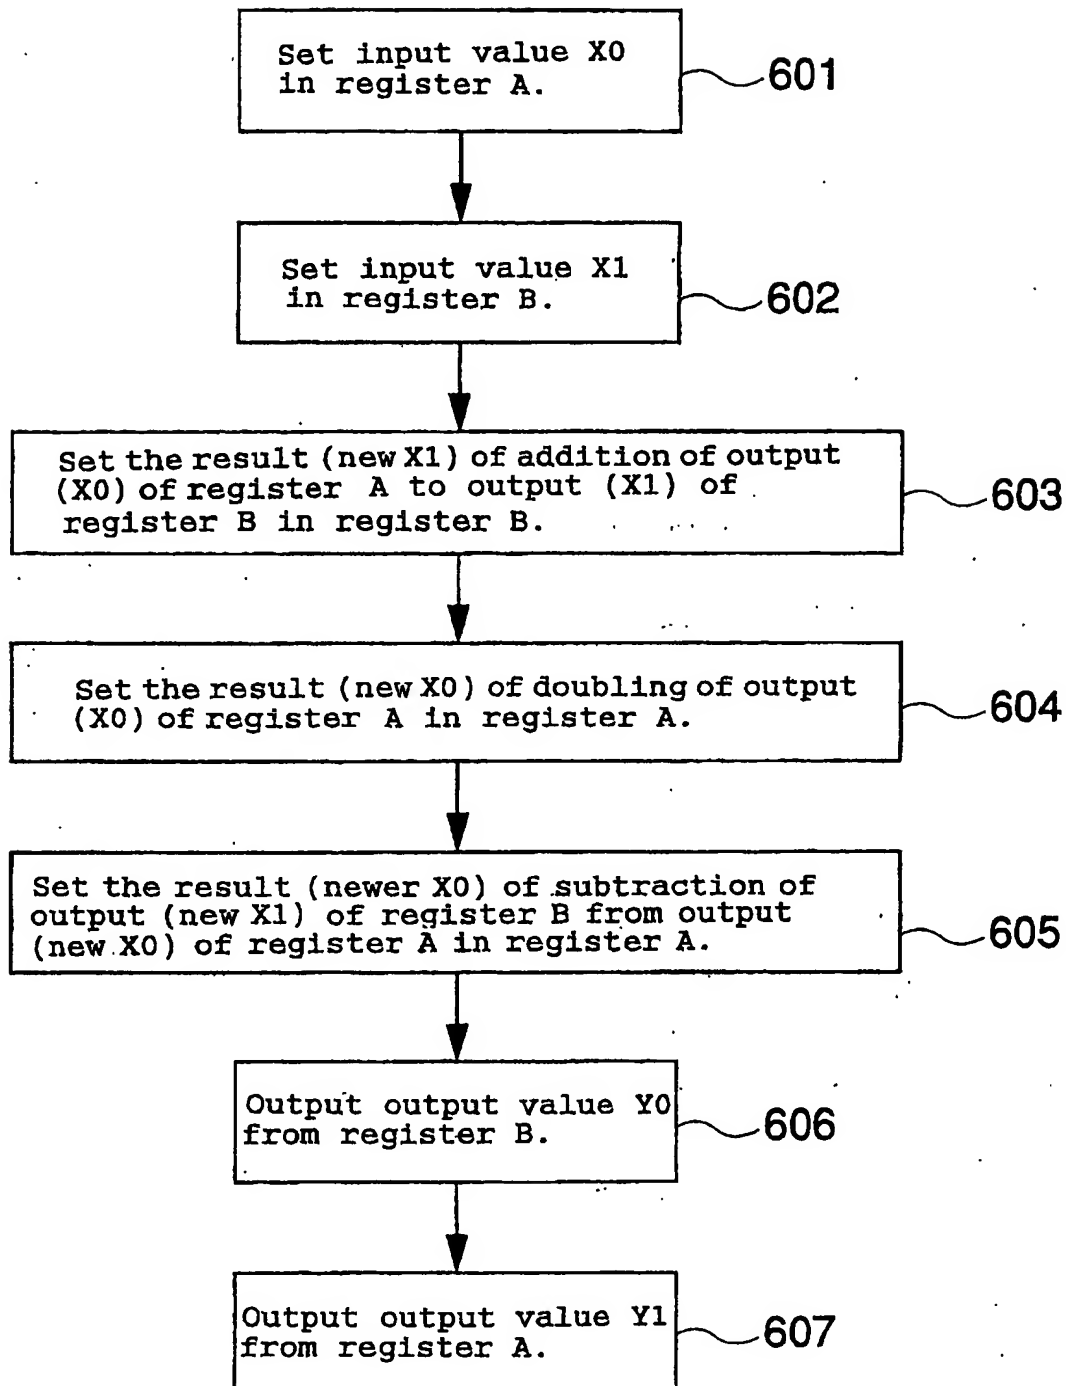 Set input value X0
in register A.
601
Set input value X1
in register B.
602
Set the result (new X1) of addition of output
(X0) of register A to output (X1) of
register B in register B.
603
Set the result (new X0) of doubling of output
(X0) of register A in register A.
604
Set the result (newer X0) of subtraction of
output (new X1) of register B from output
(new X0) of register A in register A.
605
Output output value Y0
from register B.
606
Output output value Y1
from register A.
607